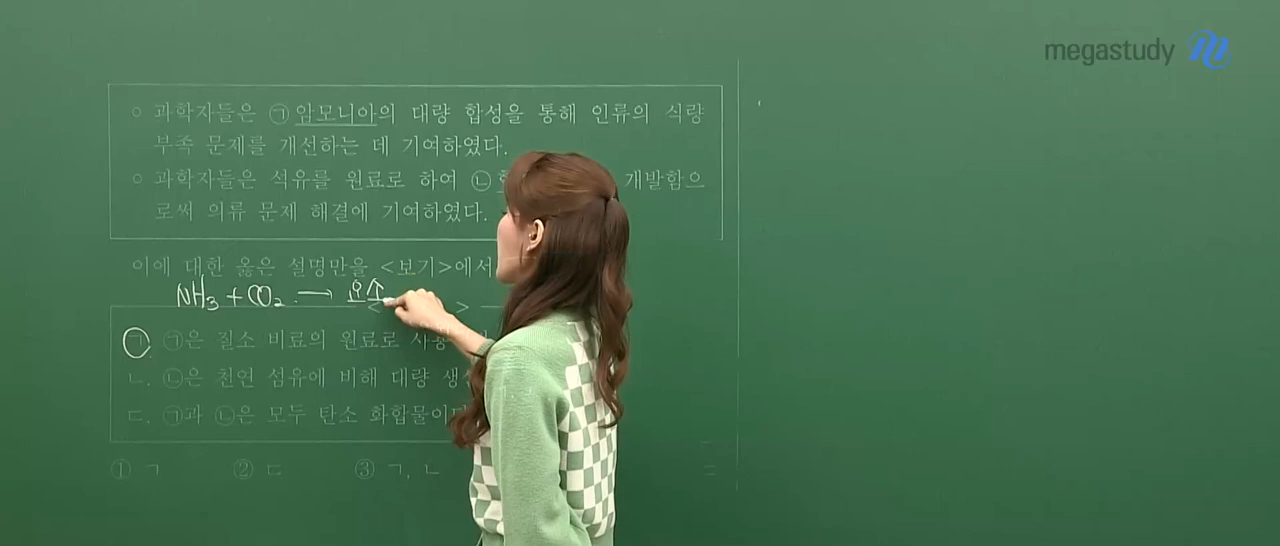 megastudy
○ 과학자들은 ㉠암모니아의 대량 합성을 통해 인류의 식량
부족 문제를 개선하는 데 기여하였다.
○ 과학자들은 석유를 원료로 하여 ㉡ 개발함으
로써 의류 문제 해결에 기여하였다.
이에 대한 옳은 설명만을 <보기>에서
NH₃ + CO₂ →
< >
ㄱ. ㉠은 질소 비료의 원료로
ㄴ. ㉡은 천연 섬유에 비해 대량
ㄷ. ㉠과 ㉡은 모두 탄소 화합물이다
① ㄱ ② ㄷ ③ ㄱ, ㄴ ㄷ